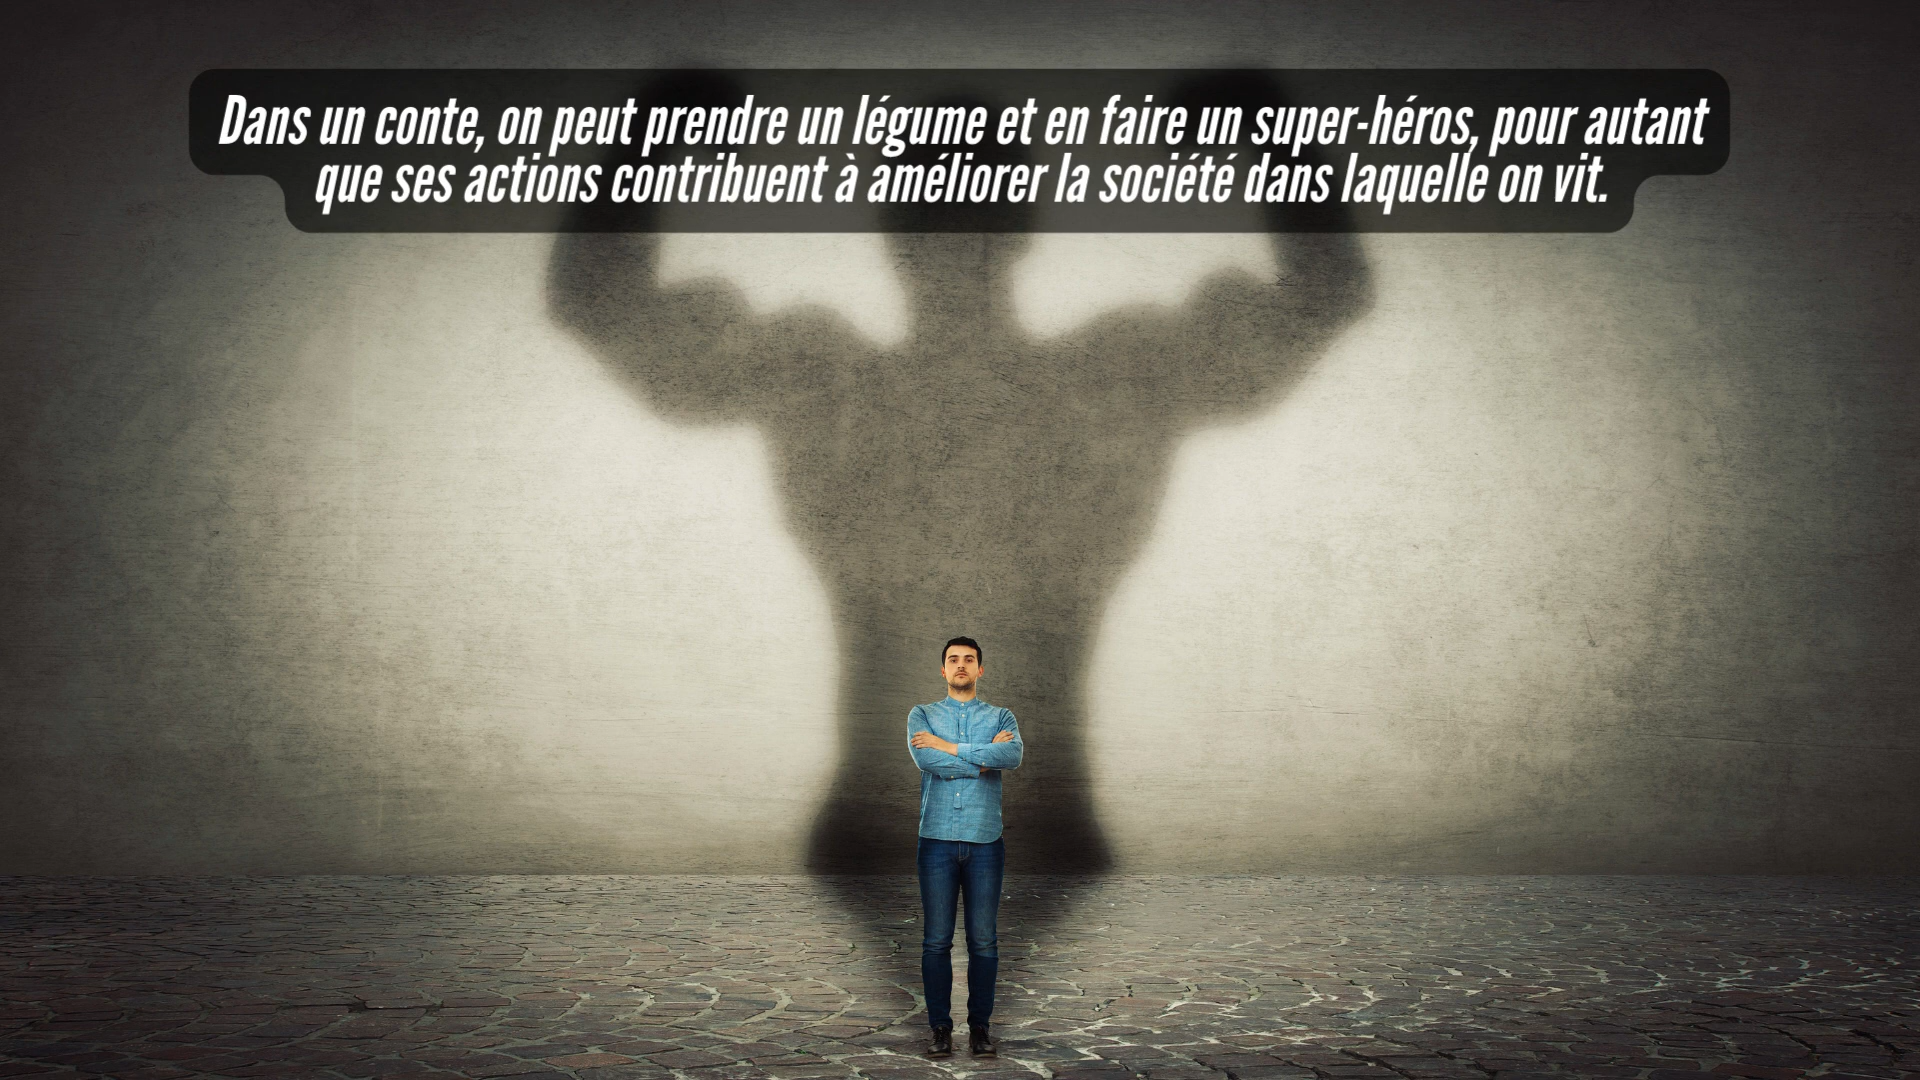 Dans un conte, on peut prendre un légume et en faire un super-héros, pour autant
que ses actions contribuent à améliorer la société dans laquelle on vit.